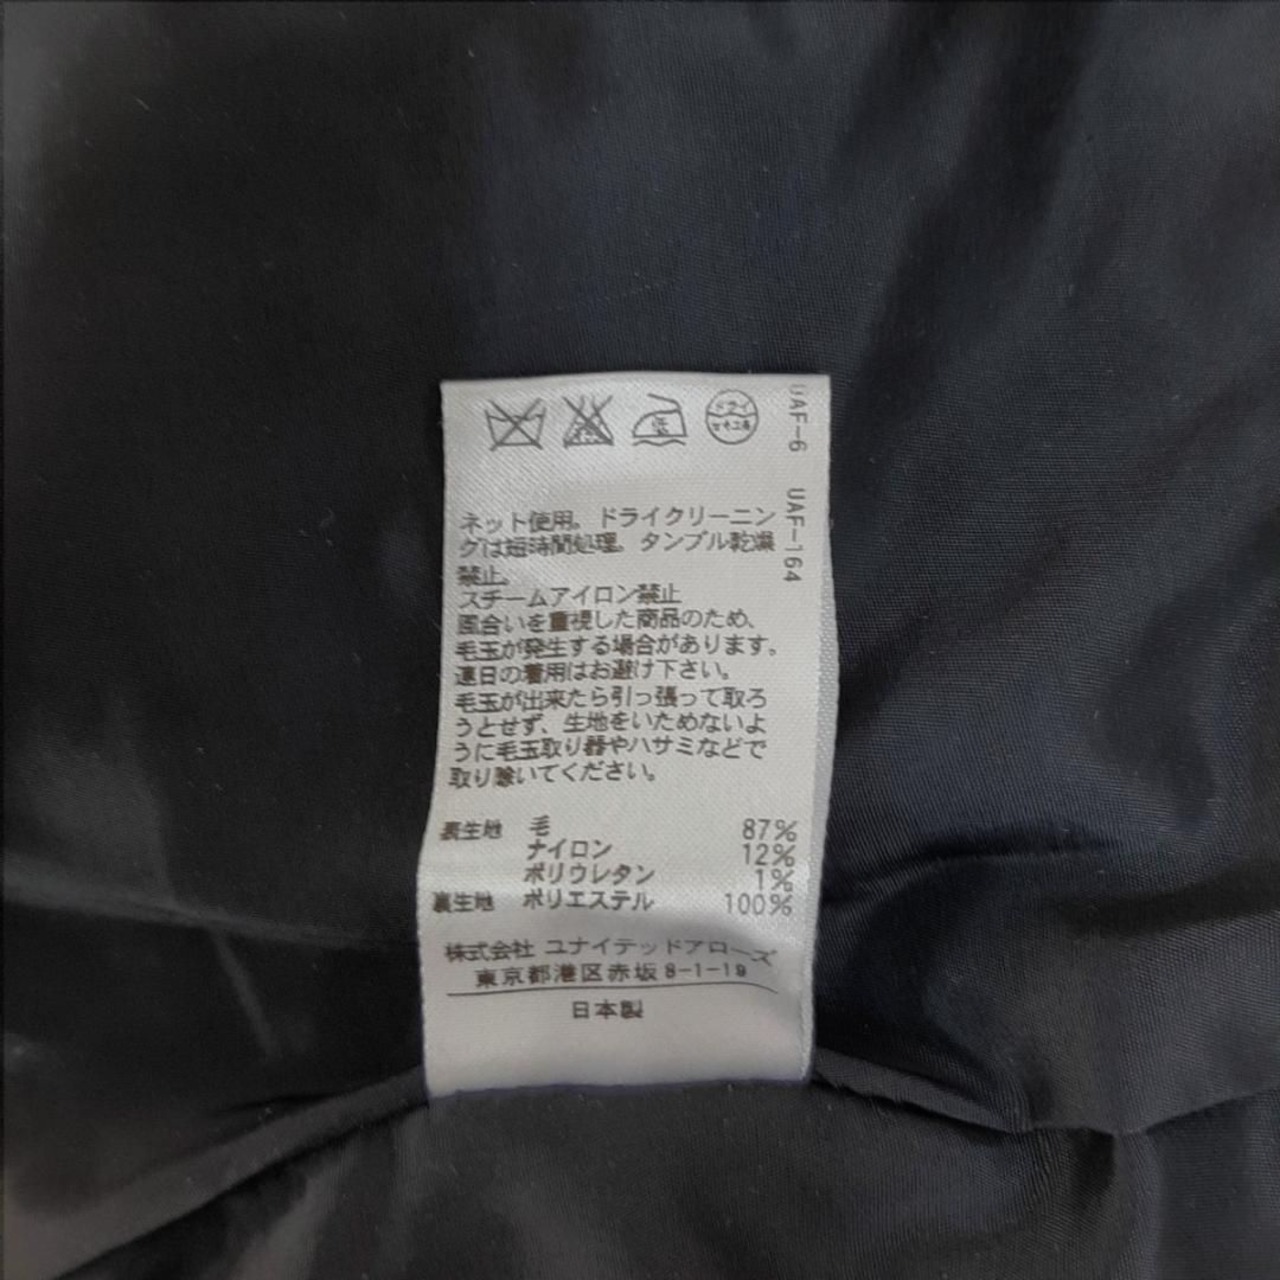 低
ドライ
セキユ系
UAF-6 UAF-164
ネット使用。ドライクリーニン
グは短時間処理。タンブル乾燥
禁止。
スチームアイロン禁止
風合いを重視した商品のため、
毛玉が発生する場合があります。
連日の着用はお避け下さい。
毛玉が出来たら引っ張って取ろ
うとせず、生地をいためないよ
うに毛玉取り器やハサミなどで
取り除いてください。
表生地 毛 87%
ナイロン 12%
ポリウレタン 1%
裏生地 ポリエステル 100%
株式会社 ユナイテッドアローズ
東京都港区赤坂8-1-19
日本製